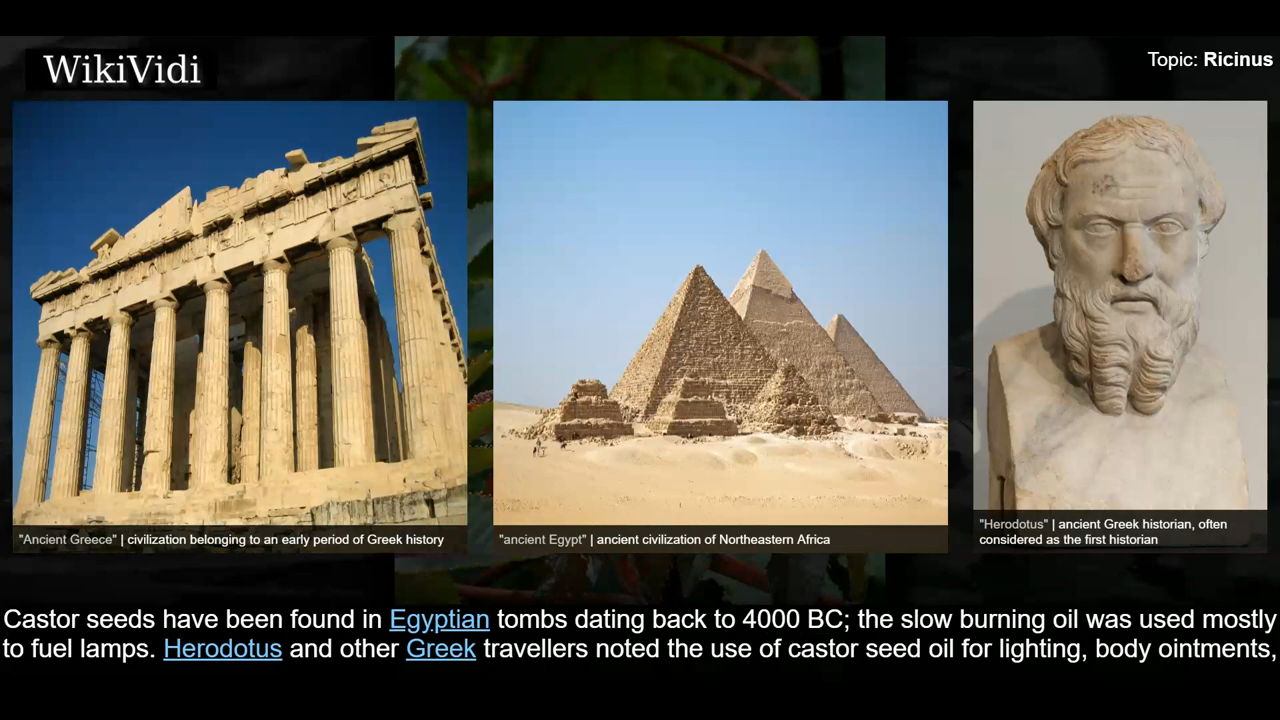 WikiVidi
Topic: Ricinus
"Ancient Greece" | civilization belonging to an early period of Greek history
"ancient Egypt" | ancient civilization of Northeastern Africa
"Herodotus" | ancient Greek historian, often
considered as the first historian
Castor seeds have been found in Egyptian tombs dating back to 4000 BC; the slow burning oil was used mostly
to fuel lamps. Herodotus and other Greek travellers noted the use of castor seed oil for lighting, body ointments,